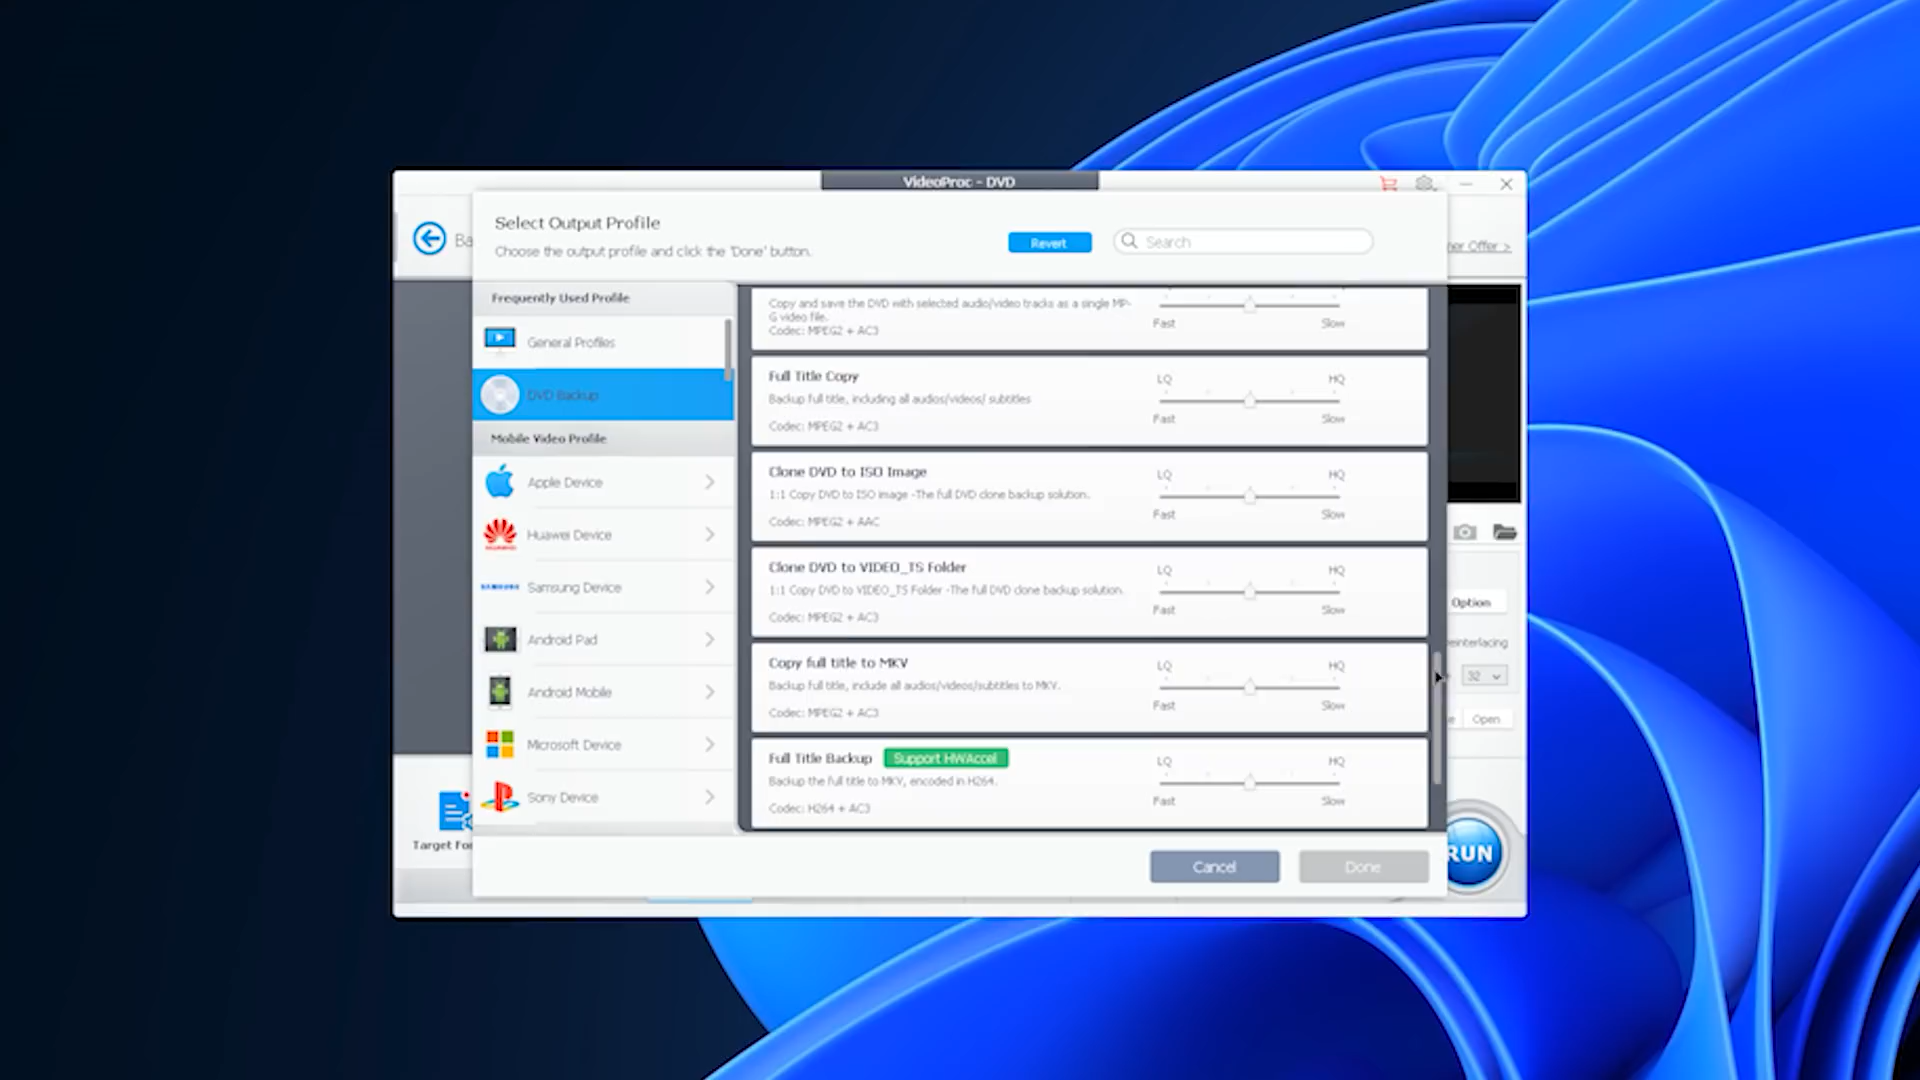 VideoProc - DVD
Ba
Select Output Profile
Choose the output profile and click the 'Done' button.
Revert
Search
her Offer >
Frequently Used Profile
General Profiles
DVD Backup
Mobile Video Profile
Apple Device
HUAWEI
Huawei Device
SAMSUNG
Samsung Device
Android Pad
Android Mobile
Microsoft Device
Sony Device
Copy and save the DVD with selected audio/video tracks as a single MP-
G video file.
Codec: MPEG2 + AC3
Fast
Slow
Full Title Copy
Backup full title, including all audios/videos/ subtitles
Codec: MPEG2 + AC3
LQ
HQ
Fast
Slow
Clone DVD to ISO Image
1:1 Copy DVD to ISO image -The full DVD clone backup solution.
Codec: MPEG2 + AAC
LQ
HQ
Fast
Slow
Clone DVD to VIDEO_TS Folder
1:1 Copy DVD to VIDEO_TS Folder -The full DVD clone backup solution.
Codec: MPEG2 + AC3
LQ
HQ
Fast
Slow
Copy full title to MKV
Backup full title, include all audios/videos/subtitles to MKV.
Codec: MPEG2 + AC3
LQ
HQ
Fast
Slow
Full Title Backup
Support HWAccel
Backup the full title to MKV, encoded in H264.
Codec: H264 + AC3
LQ
HQ
Fast
Slow
Option
einterlacing
32
e
Open
Target Fo
RUN
Cancel
Done